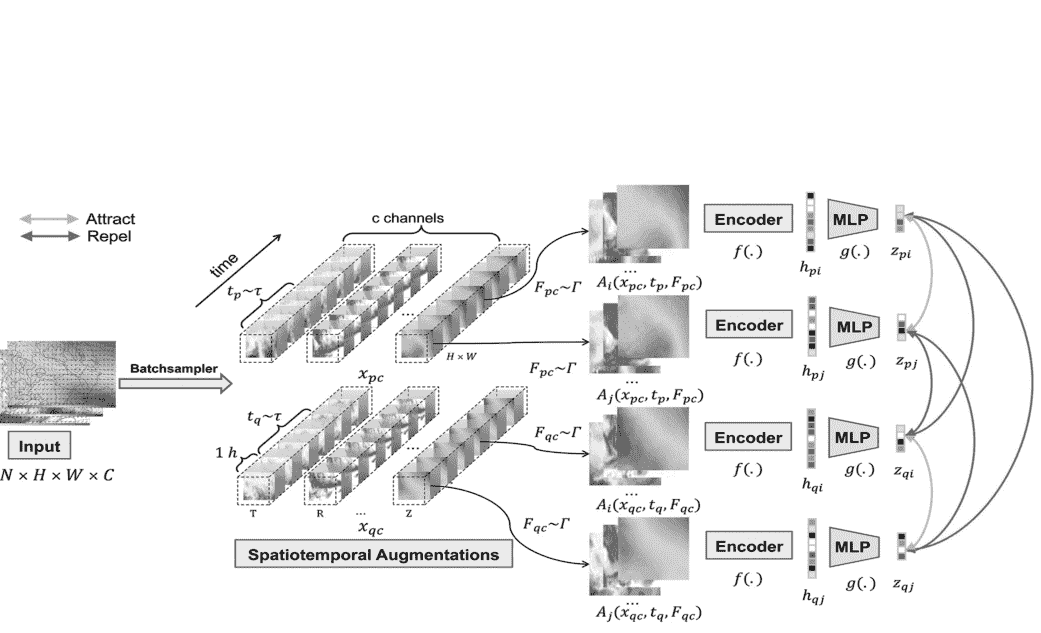 Attract
Repel
time
c channels
t_p~τ
...
H × W
x_pc
F_pc~Γ
F_pc~Γ
Batchsampler
Input
N × H × W × C
t_q~τ
1 h
...
T
R
...
Z
x_qc
F_qc~Γ
F_qc~Γ
Spatiotemporal Augmentations
...
A_i(x_pc, t_p, F_pc)
Encoder
f(.)
h_pi
MLP
g(.)
z_pi
...
A_j(x_pc, t_p, F_pc)
Encoder
f(.)
h_pj
MLP
g(.)
z_pj
...
A_i(x_qc, t_q, F_qc)
Encoder
f(.)
h_qi
MLP
g(.)
z_qi
...
A_j(x_qc, t_q, F_qc)
Encoder
f(.)
h_qj
MLP
g(.)
z_qj